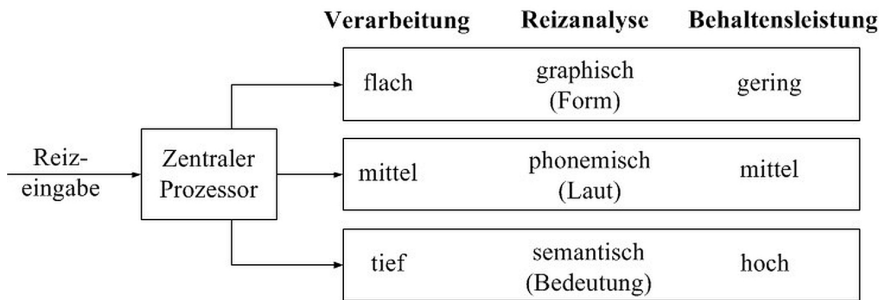 Verarbeitung Reizanalyse Behaltensleistung
flach graphisch (Form) gering
Reiz-
eingabe
Zentraler
Prozessor
mittel phonemisch (Laut) mittel
tief semantisch (Bedeutung) hoch